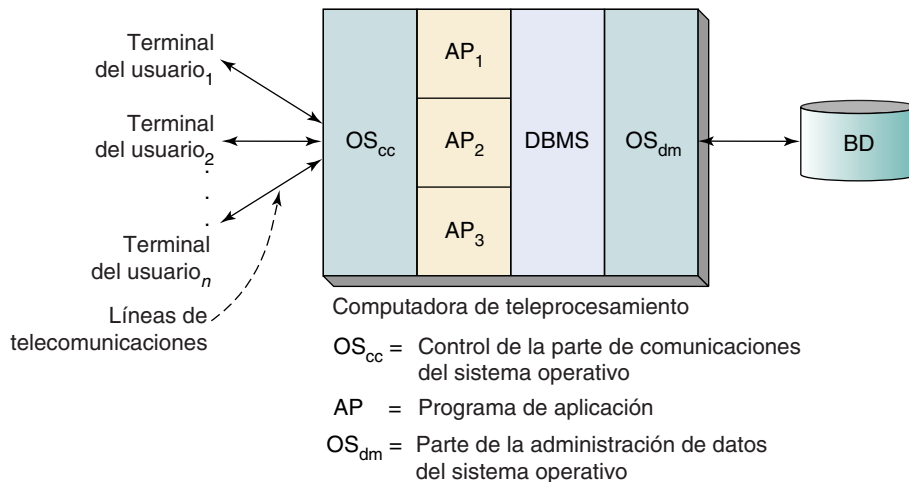 Terminal
del usuario1
Terminal
del usuario2
.
.
Terminal
del usuarion
Líneas de
telecomunicaciones
OScc
AP1
AP2
AP3
DBMS
OSdm
BD
Computadora de teleprocesamiento
OScc = Control de la parte de comunicaciones
del sistema operativo
AP = Programa de aplicación
OSdm = Parte de la administración de datos
del sistema operativo